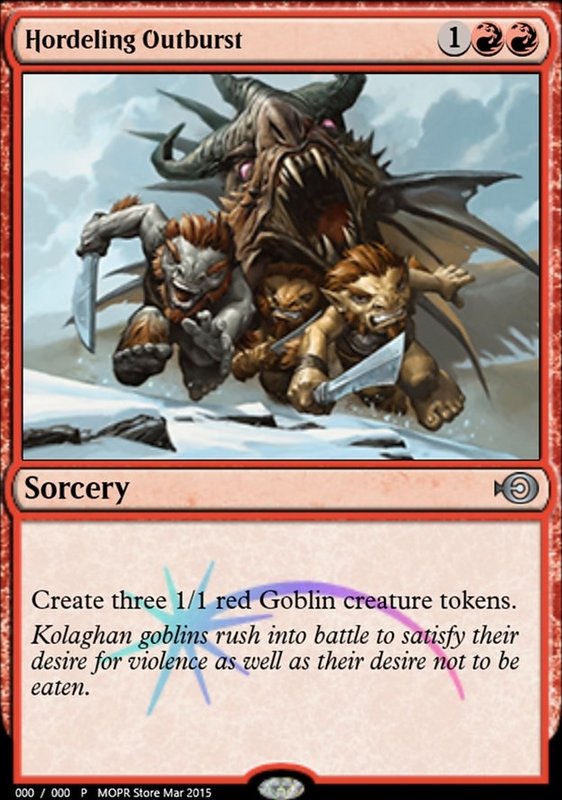 Hordeling Outburst 1
Sorcery
Create three 1/1 red Goblin creature tokens.
Kolaghan goblins rush into battle to satisfy their
desire for violence as well as their desire not to be
eaten.
000 / 000 P MOPR Store Mar 2015